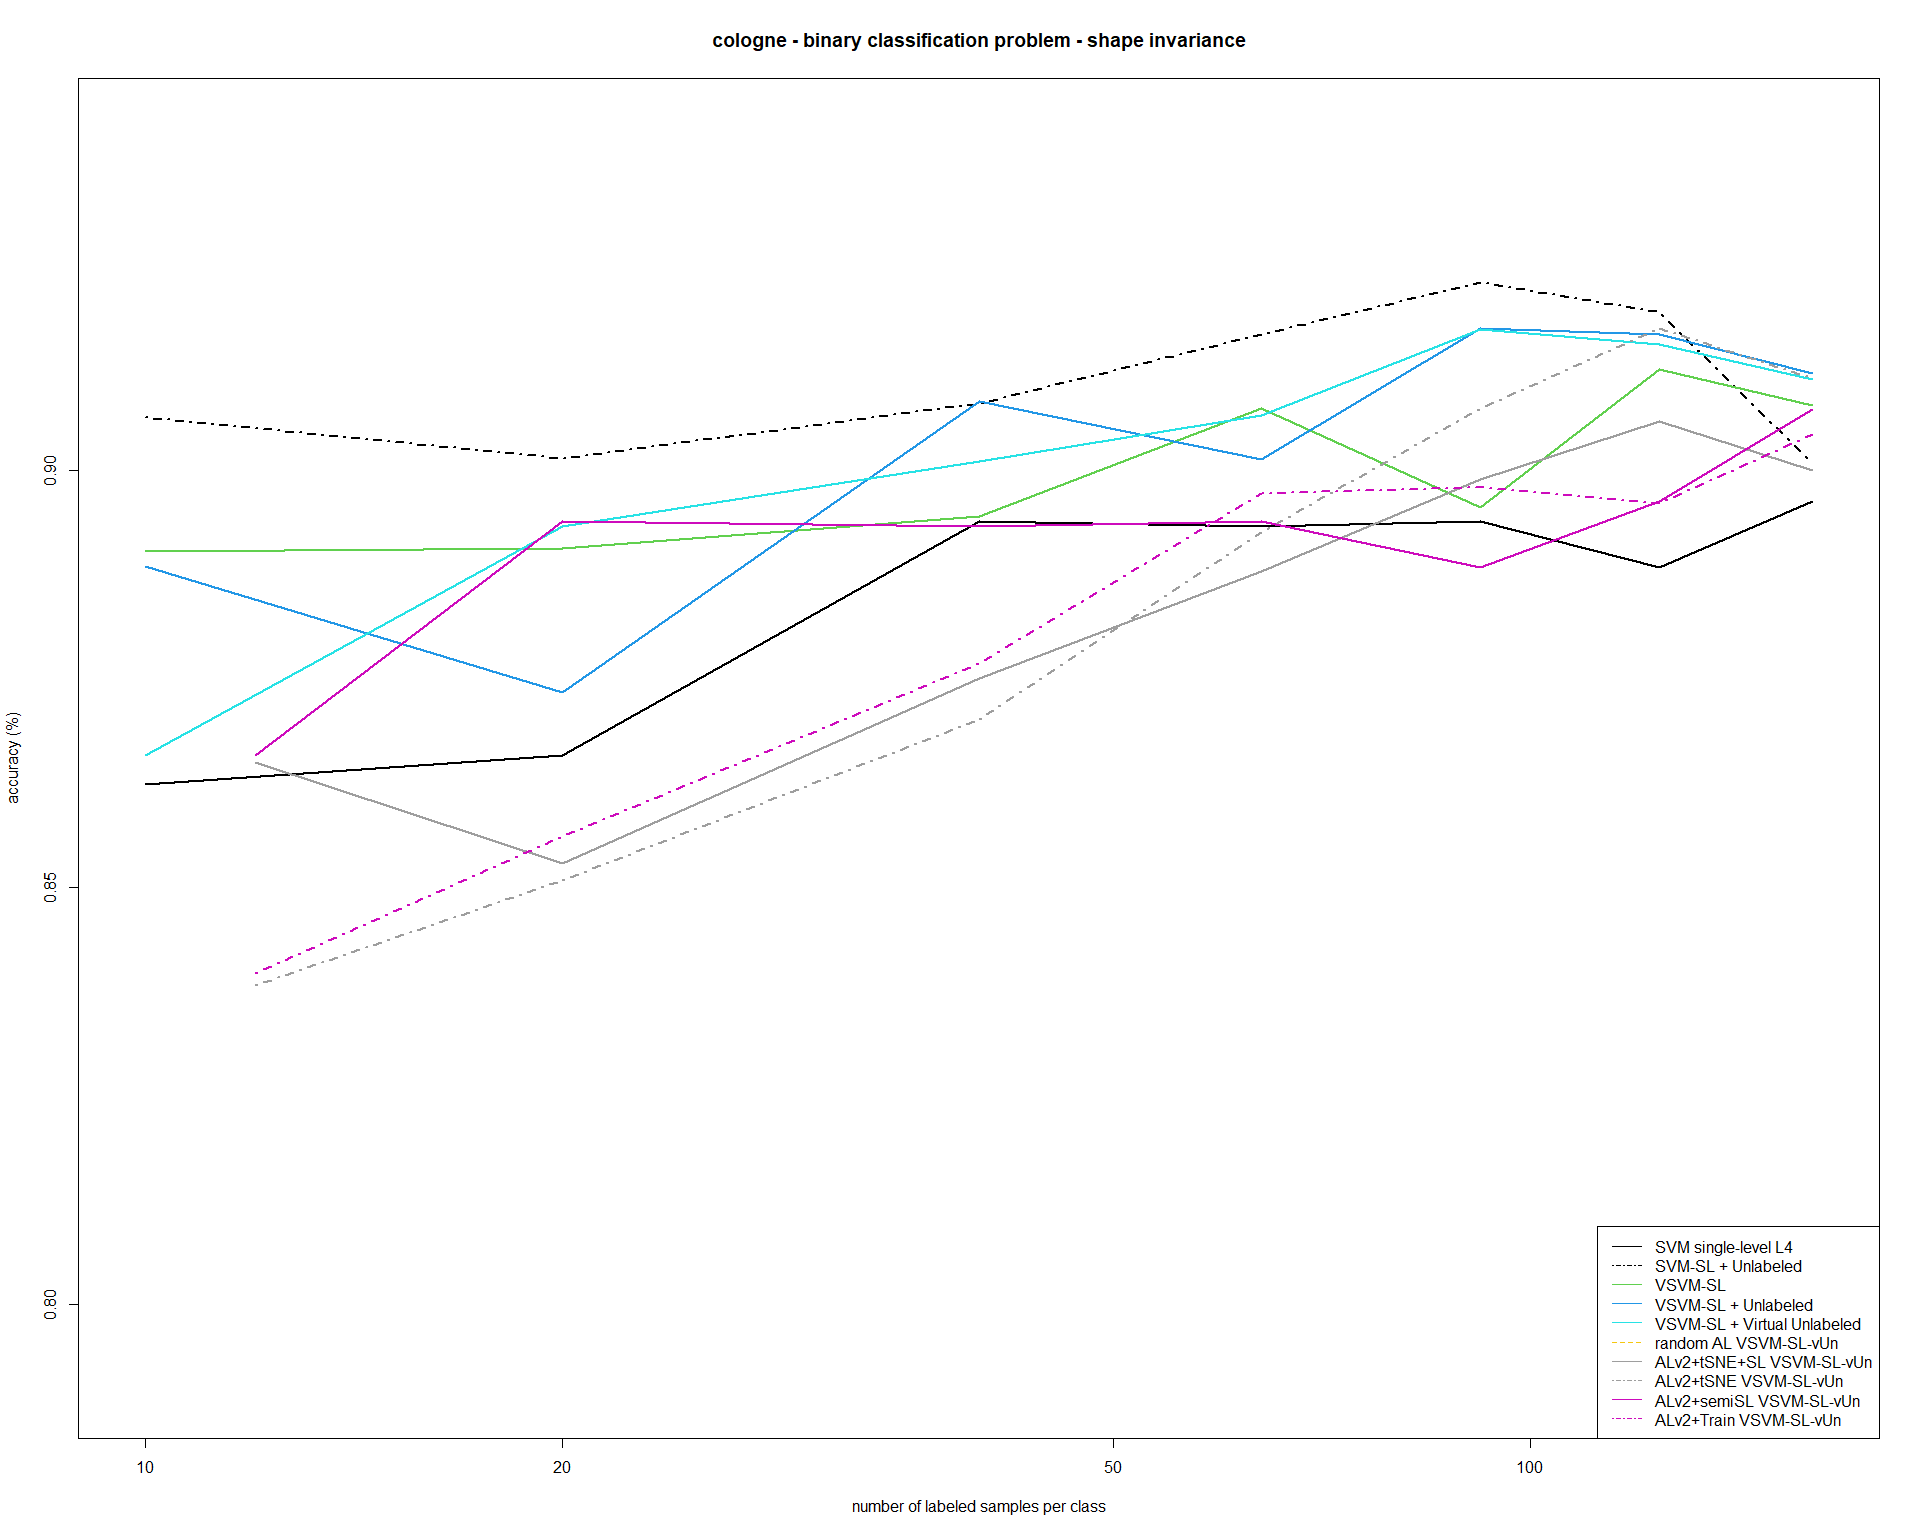 cologne - binary classification problem - shape invariance
accuracy (%)
0.90
0.85
0.80
SVM single-level L4
SVM-SL + Unlabeled
VSVM-SL
VSVM-SL + Unlabeled
VSVM-SL + Virtual Unlabeled
random AL VSVM-SL-vUn
ALv2+tSNE+SL VSVM-SL-vUn
ALv2+tSNE VSVM-SL-vUn
ALv2+semiSL VSVM-SL-vUn
ALv2+Train VSVM-SL-vUn
10 20 50 100
number of labeled samples per class